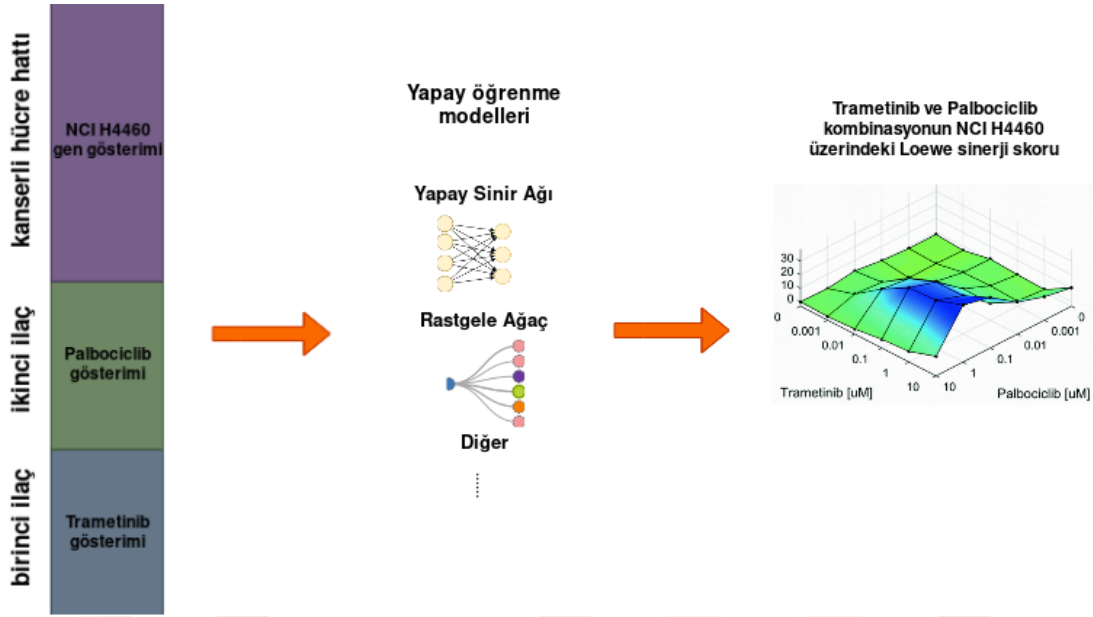 kanserli hücre hattı
NCI H4460
gen gösterimi
ikinci ilaç
Palbociclib
gösterimi
birinci ilaç
Trametinib
gösterimi
Yapay öğrenme
modelleri
Yapay Sinir Ağı
Rastgele Ağaç
Diğer
Trametinib ve Palbociclib
kombinasyonun NCI H4460
üzerindeki Loewe sinerji skoru
30
20
10
0
0
0.001
0.01
0.1
1
10
Trametinib [uM]
10
1
0.1
0.01
0.001
0
Palbociclib [uM]